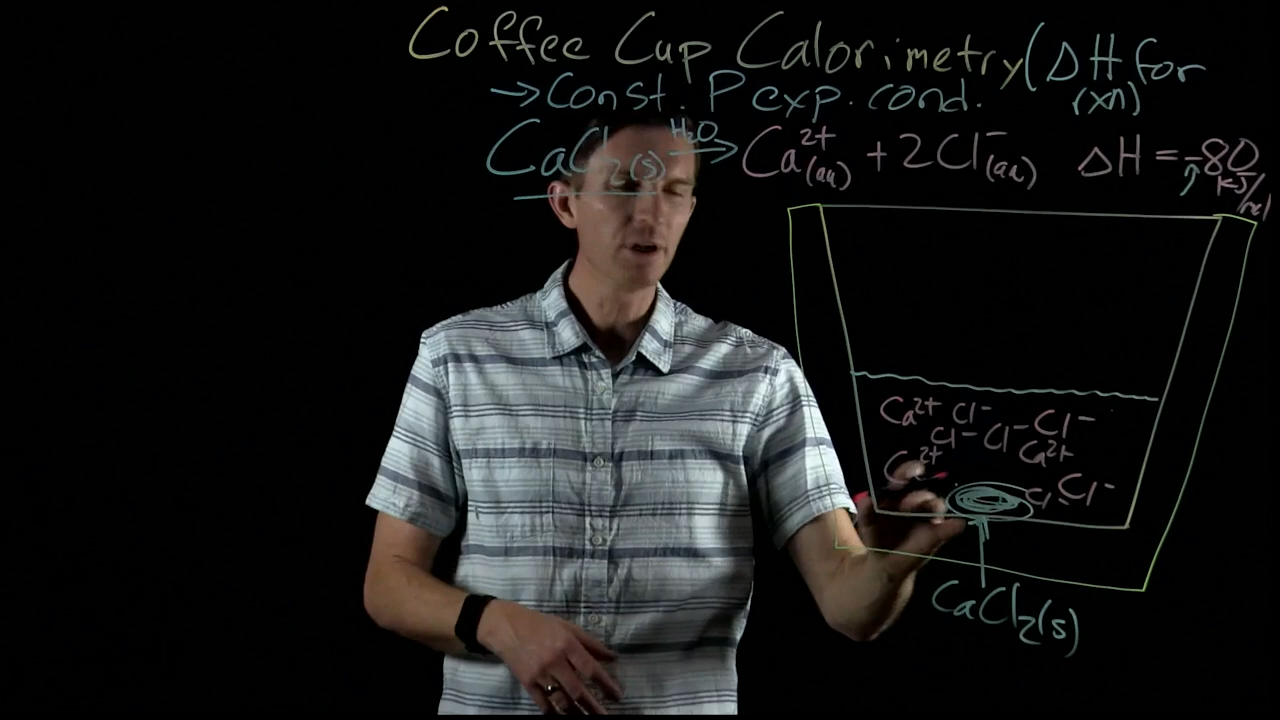 Coffee Cup Calorimetry (ΔH for rxn)
→ Const. P exp. cond.
CaCl₂(s) H₂O→ Ca²⁺(aq) + 2Cl⁻(aq) ΔH = -80 kJ/mol
Ca²⁺ Cl⁻ Cl⁻
Cl⁻ Cl⁻ Ca²⁺
Ca²⁺ Cl⁻ Cl⁻
CaCl₂(s)